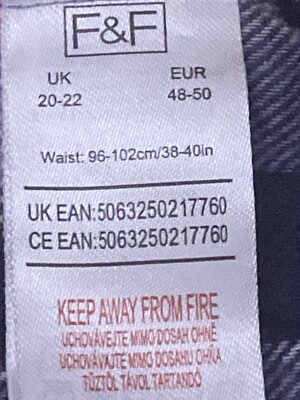 F&F
UK EUR
20-22 48-50
Waist: 96-102cm/38-40in
UK EAN:5063250217760
CE EAN:5063250217760
KEEP AWAY FROM FIRE
UCHOVÁVEJTE MIMO DOSAH OHNĚ
UCHOVÁVAJTE MIMO DOSAHU OHŇA
TŰZTŐL TÁVOL TARTANDÓ